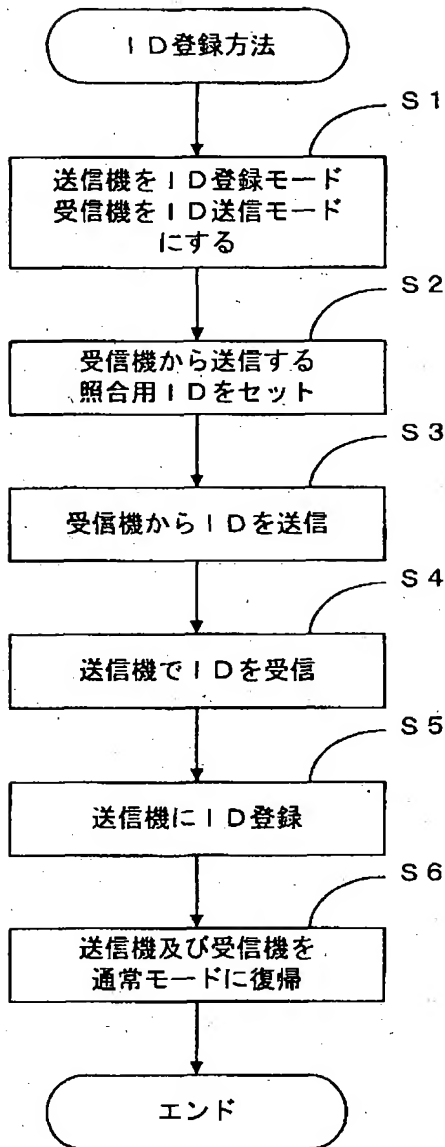 ＩＤ登録方法
Ｓ１
送信機をＩＤ登録モード
受信機をＩＤ送信モード
にする
Ｓ２
受信機から送信する
照合用ＩＤをセット
Ｓ３
受信機からＩＤを送信
Ｓ４
送信機でＩＤを受信
Ｓ５
送信機にＩＤ登録
Ｓ６
送信機及び受信機を
通常モードに復帰
エンド